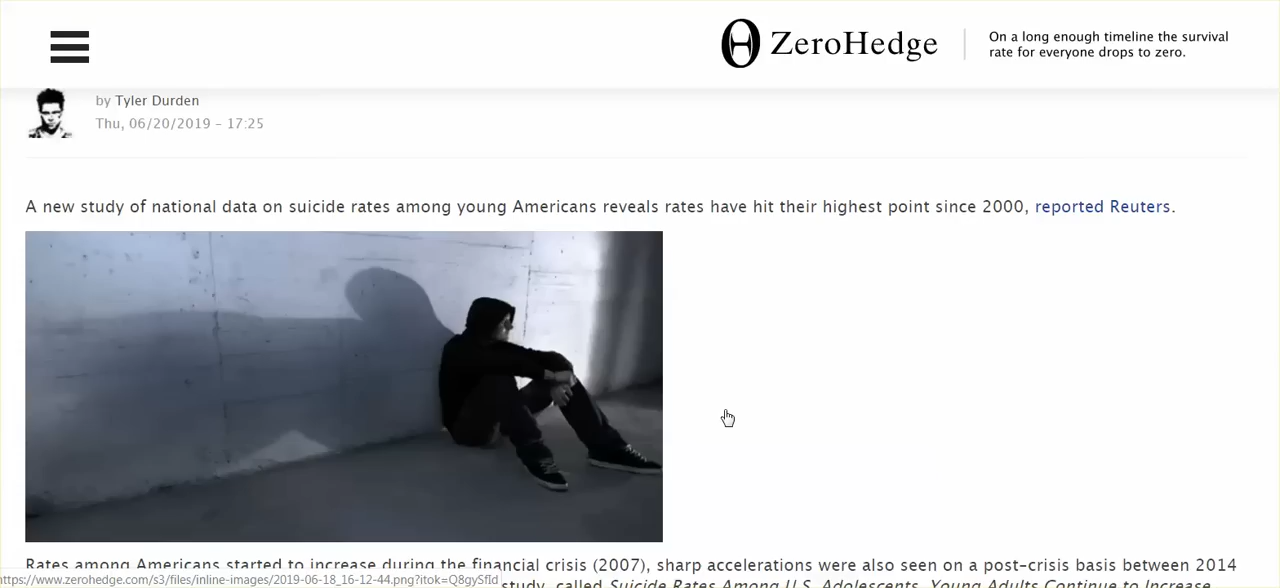 ZeroHedge
On a long enough timeline the survival
rate for everyone drops to zero.
by Tyler Durden
Thu, 06/20/2019 - 17:25
A new study of national data on suicide rates among young Americans reveals rates have hit their highest point since 2000, reported Reuters.
Rates among Americans started to increase during the financial crisis (2007), sharp accelerations were also seen on a post-crisis basis between 2014
https://www.zerohedge.com/s3/files/inline-images/2019-06-18_16-12-44.png?itok=Q8gySfId
study, called Suicide Rates Among U.S. Adolescents, Young Adults Continue to Increase